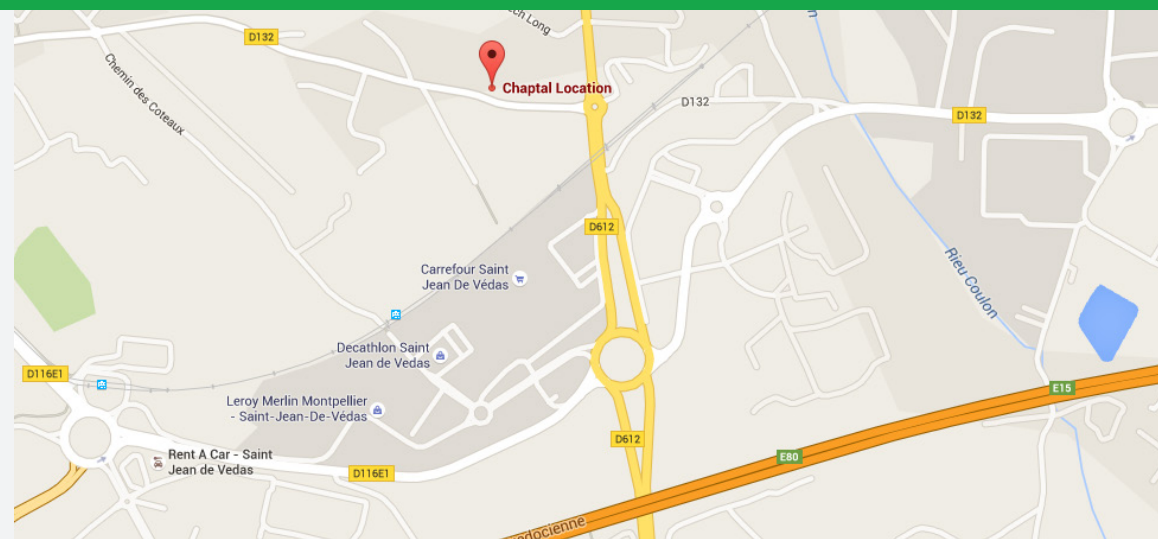 Long
D132
Chaptal Location
Chemin des Coteaux
D132
D132
D612
Carrefour Saint
Jean De Védas
Rieu Coulon
Decathlon Saint
Jean de Vedas
D116E1
E15
Leroy Merlin Montpellier
- Saint-Jean-De-Védas
D612
Rent A Car - Saint
Jean de Vedas
E80
D116E1